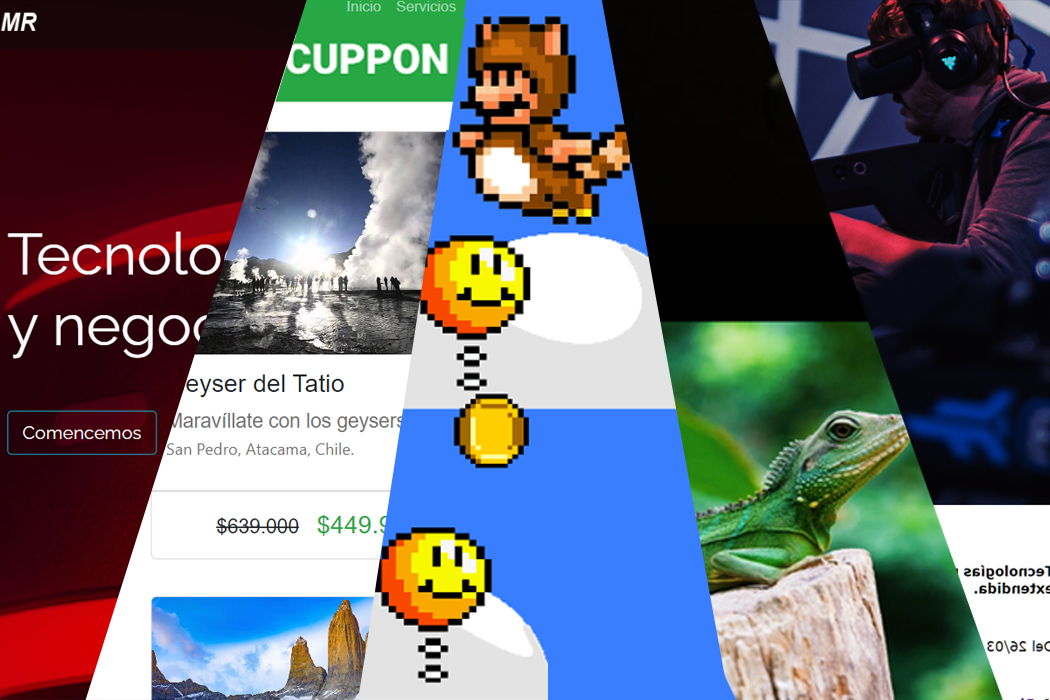 MR
Inicio Servicios
CUPPON
Tecnolo
y negoc
Comencemos
eyser del Tatio
Maravíllate con los geysers
San Pedro, Atacama, Chile.
$639.000 $449.9
Tecnologías
extendida.
Del 26/03